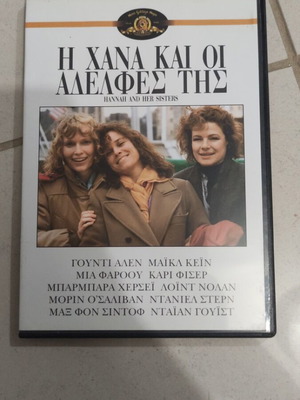 Η ΧΑΝΑ ΚΑΙ ΟΙ
ΑΔΕΛΦΕΣ ΤΗΣ
HANNAH AND HER SISTERS
ΓΟΥΝΤΙ ΑΛΕΝ ΜΑΪΚΑ ΚΕΪΝ
ΜΙΑ ΦΑΡΟΟΥ ΚΑΡΙ ΦΙΣΕΡ
ΜΠΑΡΜΠΑΡΑ ΧΕΡΣΕΪ ΛΟΪΝΤ ΝΟΛΑΝ
ΜΟΡΙΝ Ο'ΣΑΛΙΒΑΝ ΝΤΑΝΙΕΛ ΣΤΕΡΝ
ΜΑΞ ΦΟΝ ΣΙΝΤΟΦ ΝΤΑΪΑΝ ΓΟΥΪΣΤ